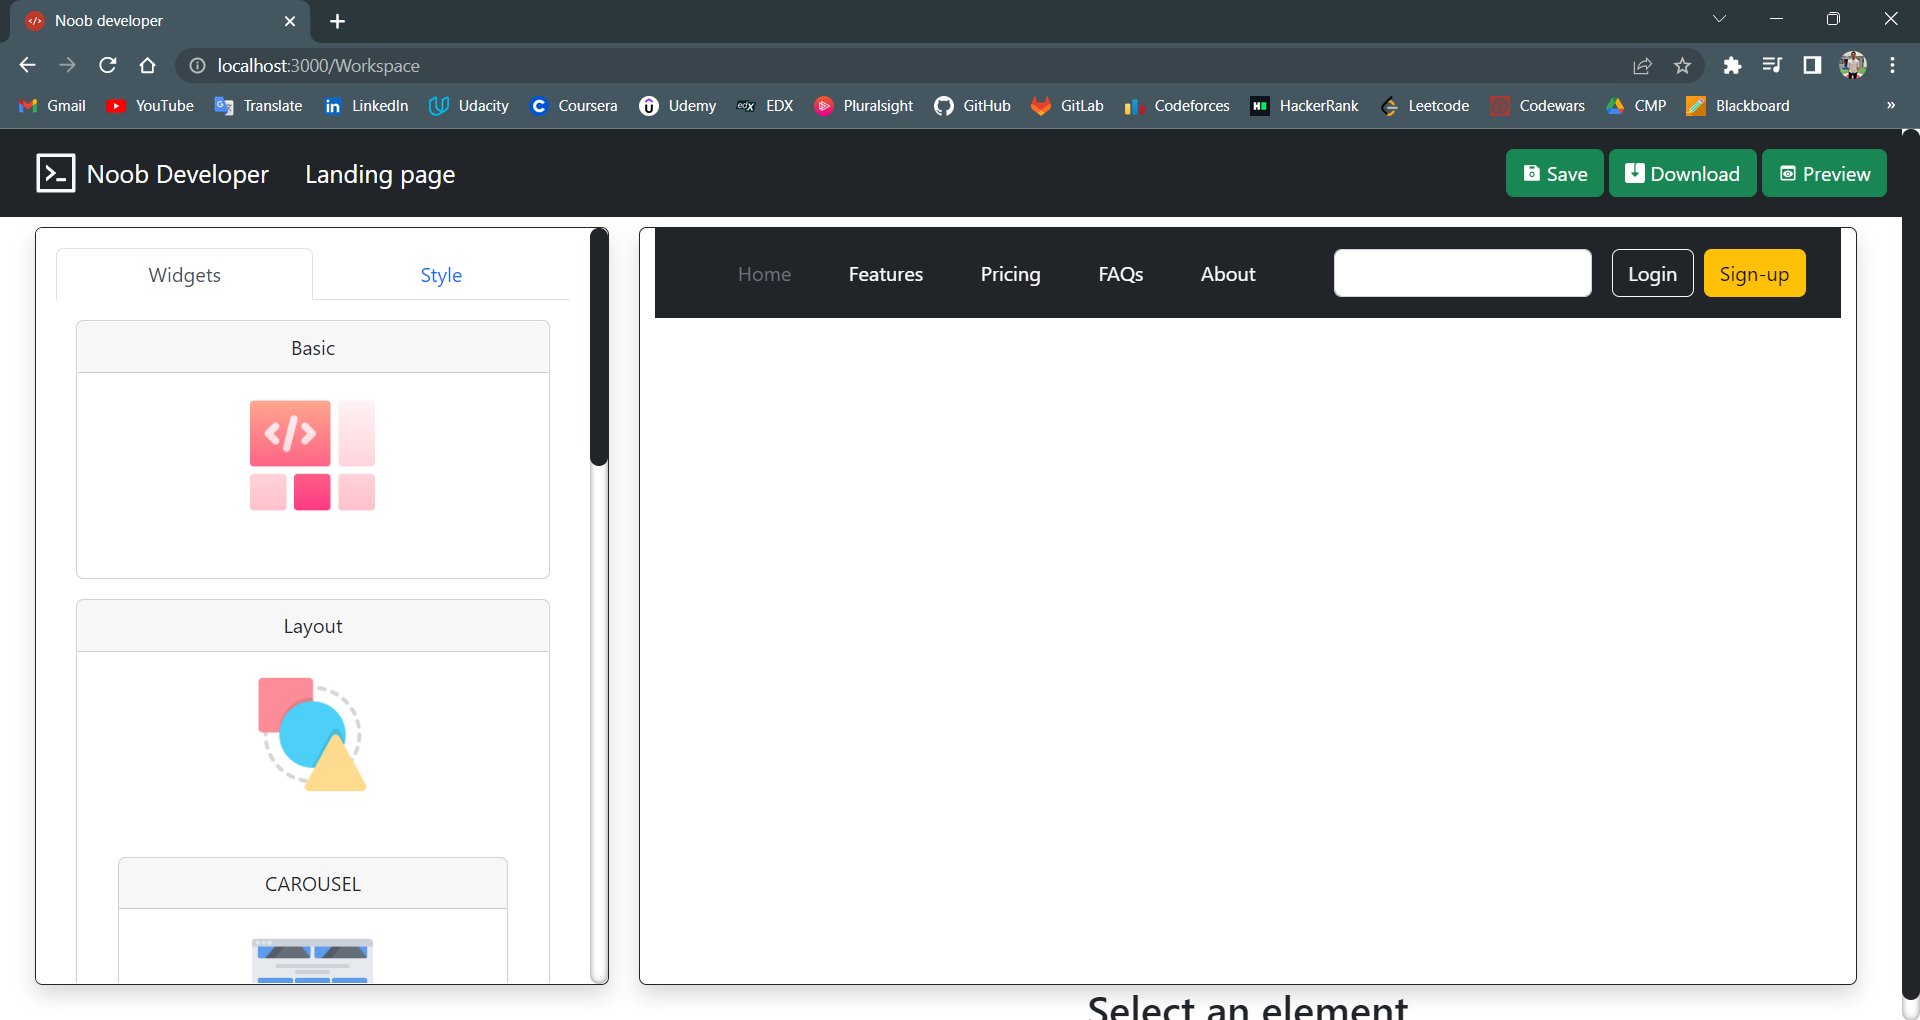 Noob developer
localhost:3000/Workspace
Gmail YouTube Translate LinkedIn Udacity Coursera Udemy EDX Pluralsight GitHub GitLab Codeforces HackerRank Leetcode Codewars CMP Blackboard »
Noob Developer Landing page Save Download Preview
Widgets Style
Home Features Pricing FAQs About Login Sign-up
Basic
Layout
CAROUSEL
Select an element